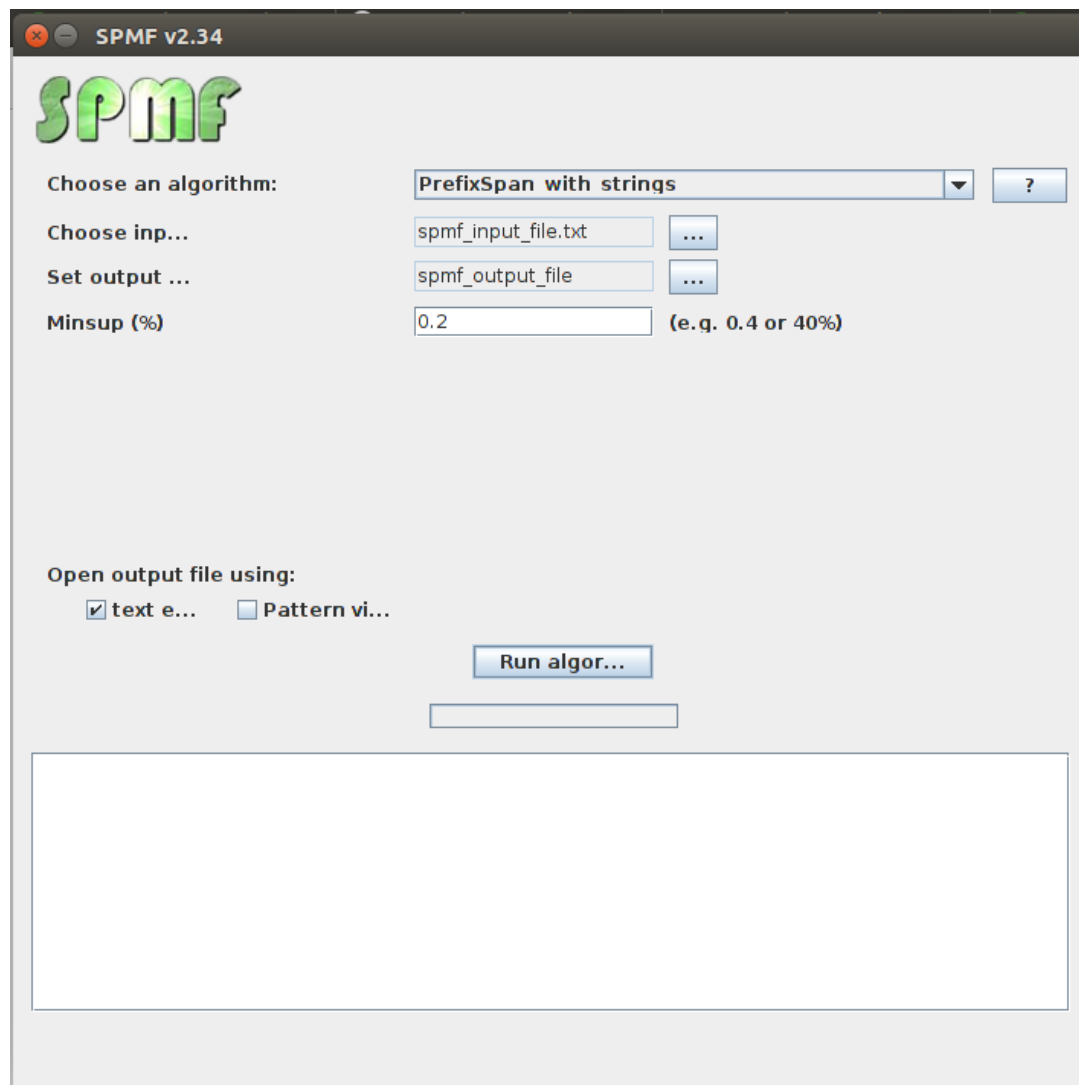 SPMF v2.34
SPMF
Choose an algorithm: PrefixSpan with strings ?
Choose inp... spmf_input_file.txt ...
Set output ... spmf_output_file ...
Minsup (%) 0.2 (e.g. 0.4 or 40%)
Open output file using:
text e... Pattern vi...
Run algor...